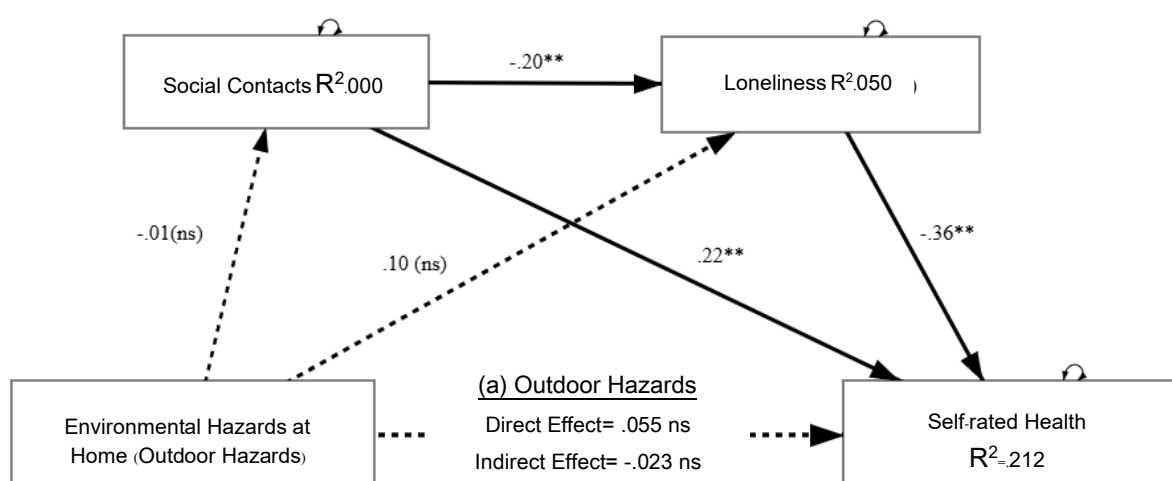 Social Contacts R².000
-.20**
Loneliness R².050 )
-.01(ns)
.10 (ns)
.22**
-.36**
Environmental Hazards at
Home (Outdoor Hazards)
(a) Outdoor Hazards
Direct Effect= .055 ns
Indirect Effect= -.023 ns
Self-rated Health
R²=.212